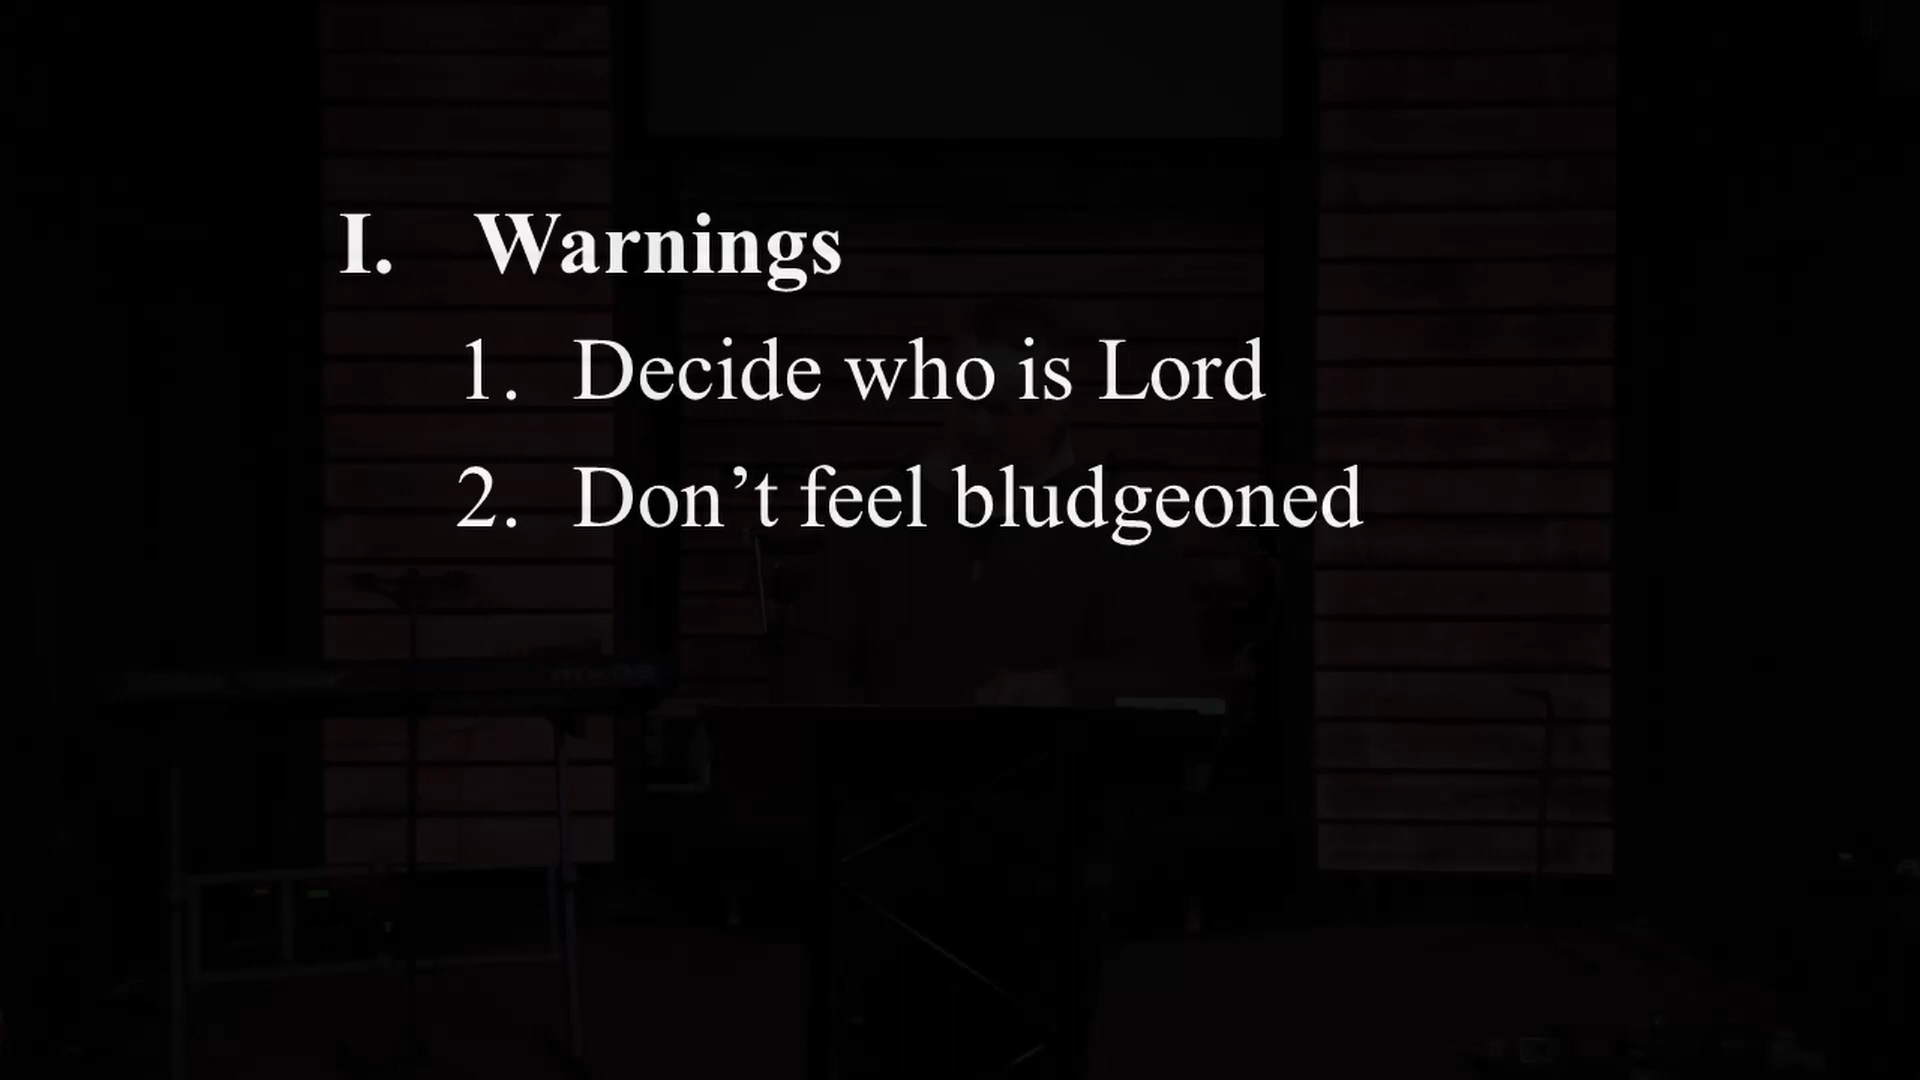 I. Warnings
1. Decide who is Lord
2. Don’t feel bludgeoned